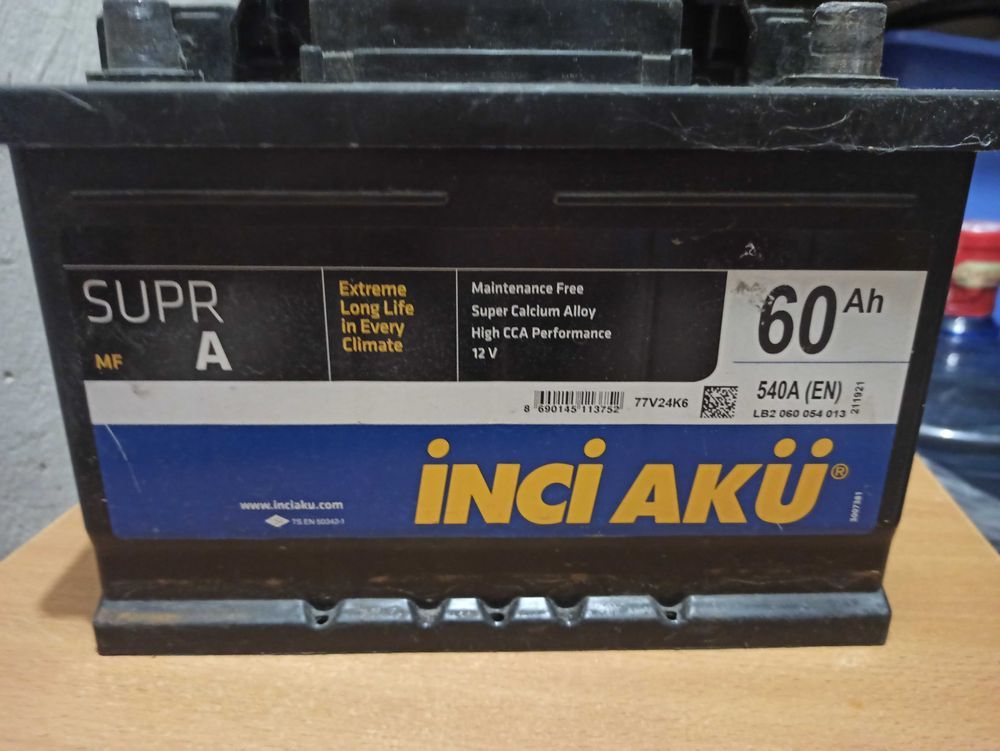 SUPR
A
MF
Extreme
Long Life
in Every
Climate
Maintenance Free
Super Calcium Alloy
High CCA Performance
12 V
60 Ah
8 690145 113752
77V24K6
540A (EN)
LB2 060 054 013
211921
İNCİ AKÜ®
www.inciaku.com
TS EN 50342-1
5007381